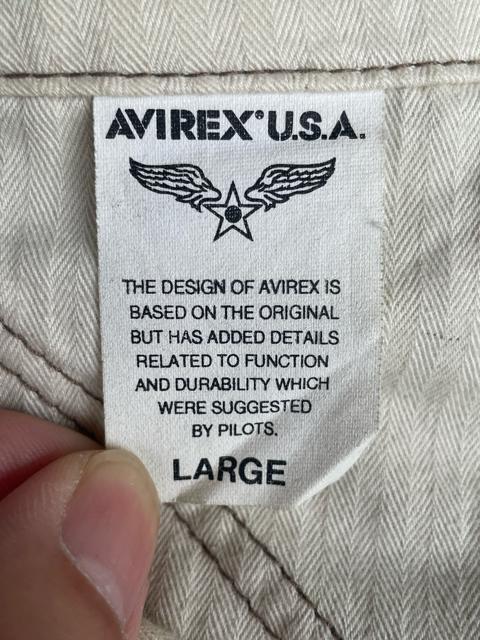 AVIREX® U.S.A.
THE DESIGN OF AVIREX IS
BASED ON THE ORIGINAL
BUT HAS ADDED DETAILS
RELATED TO FUNCTION
AND DURABILITY WHICH
WERE SUGGESTED
BY PILOTS.
LARGE